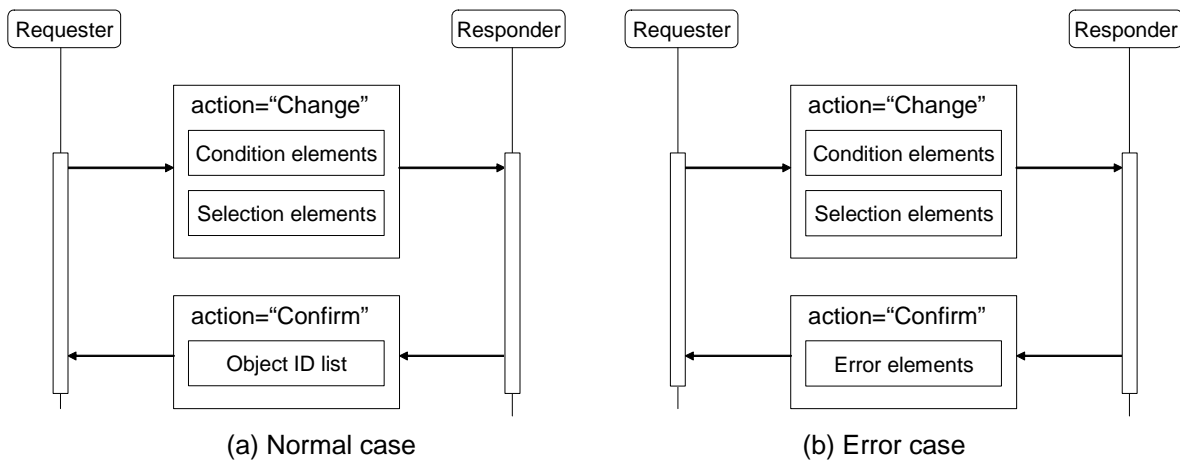 Requester
Responder
action=“Change”
Condition elements
Selection elements
action=“Confirm”
Object ID list
(a) Normal case
Requester
Responder
action=“Change”
Condition elements
Selection elements
action=“Confirm”
Error elements
(b) Error case